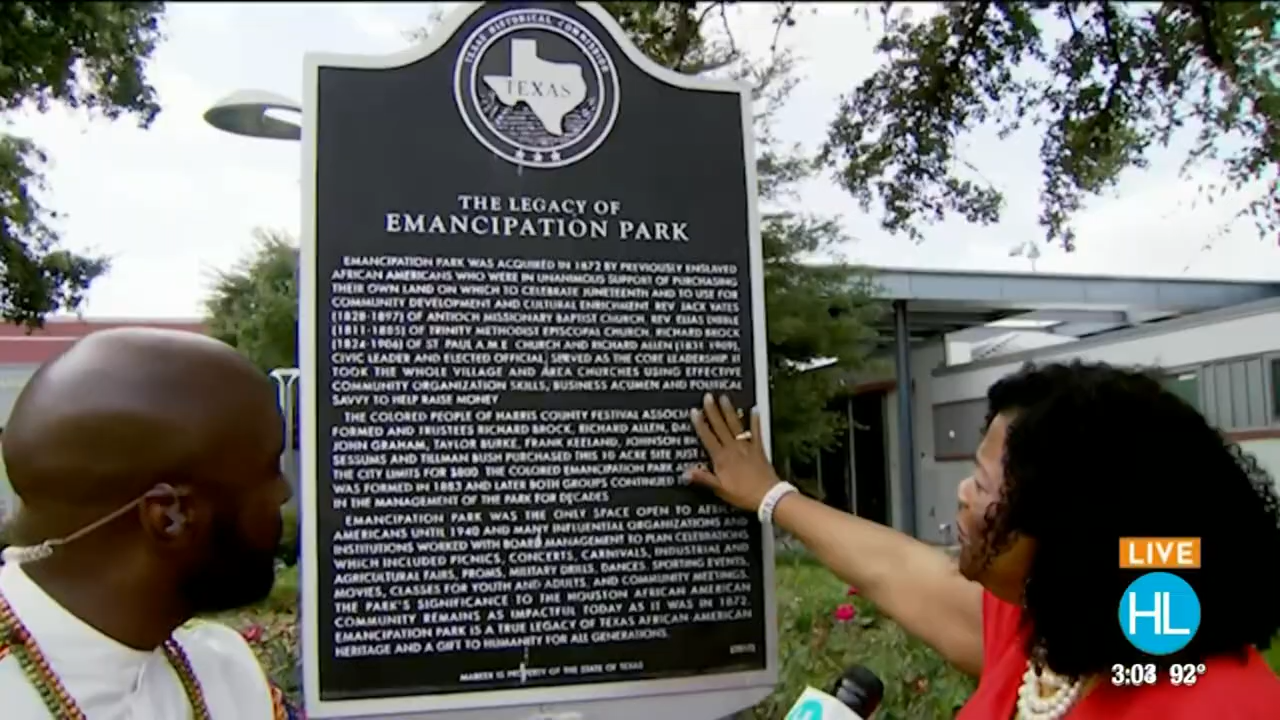 TEXAS HISTORICAL COMMISSION
TEXAS
THE LEGACY OF
EMANCIPATION PARK
EMANCIPATION PARK WAS ACQUIRED IN 1872 BY PREVIOUSLY ENSLAVED
AFRICAN AMERICANS WHO WERE IN UNANIMOUS SUPPORT OF PURCHASING
THEIR OWN LAND ON WHICH TO CELEBRATE JUNETEENTH AND TO USE FOR
COMMUNITY DEVELOPMENT AND CULTURAL ENRICHMENT. REV. JACK YATES
(1828-1897) OF ANTIOCH MISSIONARY BAPTIST CHURCH, REV. ELIAS DIBBLE
(1811-1885) OF TRINITY METHODIST EPISCOPAL CHURCH, RICHARD BROCK
(1824-1906) OF ST. PAUL A.M.E. CHURCH AND RICHARD ALLEN (1831-1909),
CIVIC LEADER AND ELECTED OFFICIAL, SERVED AS THE CORE LEADERSHIP. IT
TOOK THE WHOLE VILLAGE AND AREA CHURCHES USING EFFECTIVE
COMMUNITY ORGANIZATION SKILLS, BUSINESS ACUMEN AND POLITICAL
SAVVY TO HELP RAISE MONEY
THE COLORED PEOPLE OF HARRIS COUNTY FESTIVAL ASSOCIA
FORMED AND TRUSTEES RICHARD BROCK, RICHARD ALLEN, DA
JOHN GRAHAM, TAYLOR BURKE, FRANK KEELAND, JOHNSON
SESSUMS AND TILLMAN BUSH PURCHASED THIS 10 ACRE SITE JUST
THE CITY LIMITS FOR $800. THE COLORED EMANCIPATION PARK ASSO
WAS FORMED IN 1883 AND LATER BOTH GROUPS CONTINUED
IN THE MANAGEMENT OF THE PARK FOR DECADES
EMANCIPATION PARK WAS THE ONLY SPACE OPEN TO AFRI
AMERICANS UNTIL 1940 AND MANY INFLUENTIAL ORGANIZATIONS AND
INSTITUTIONS WORKED WITH BOARD MANAGEMENT TO PLAN CELEBRATIONS
WHICH INCLUDED PICNICS, CONCERTS, CARNIVALS, INDUSTRIAL AND
AGRICULTURAL FAIRS, PROMS, MILITARY DRILLS, DANCES, SPORTING EVENTS,
MOVIES, CLASSES FOR YOUTH AND ADULTS, AND COMMUNITY MEETINGS.
THE PARK'S SIGNIFICANCE TO THE HOUSTON AFRICAN AMERICAN
COMMUNITY REMAINS AS IMPACTFUL TODAY AS IT WAS IN 1872.
EMANCIPATION PARK IS A TRUE LEGACY OF TEXAS AFRICAN-AMERICAN
HERITAGE AND A GIFT TO HUMANITY FOR ALL GENERATIONS.
MARKER IS PROPERTY OF THE STATE OF TEXAS
LIVE
HL
3:03 92°